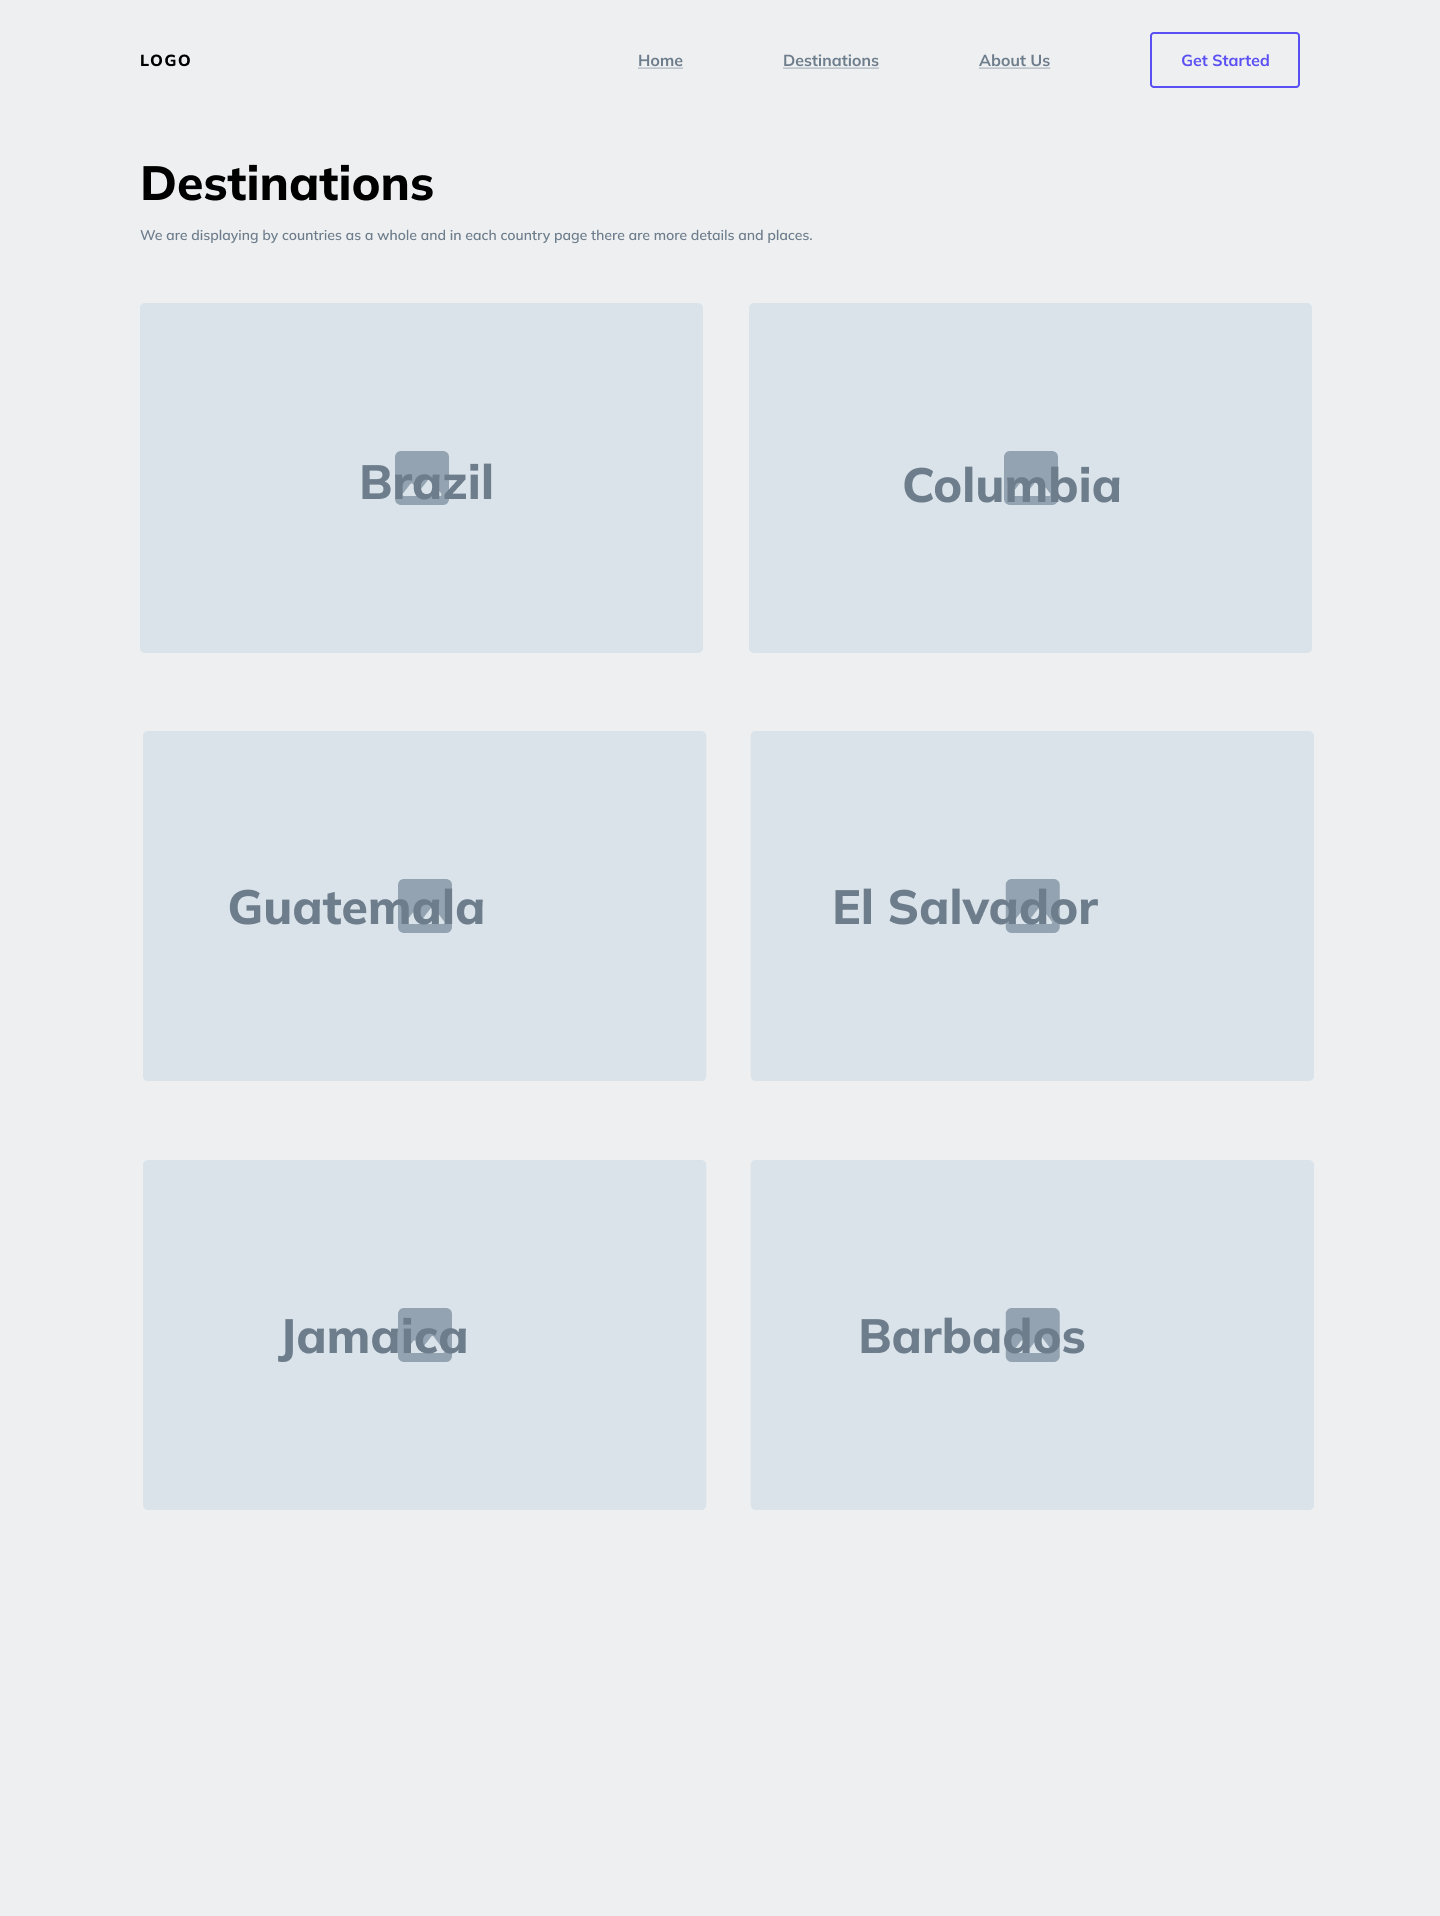 LOGO
Home
Destinations
About Us
Get Started
Destinations
We are displaying by countries as a whole and in each country page there are more details and places.
Brazil
Columbia
Guatemala
El Salvador
Jamaica
Barbados